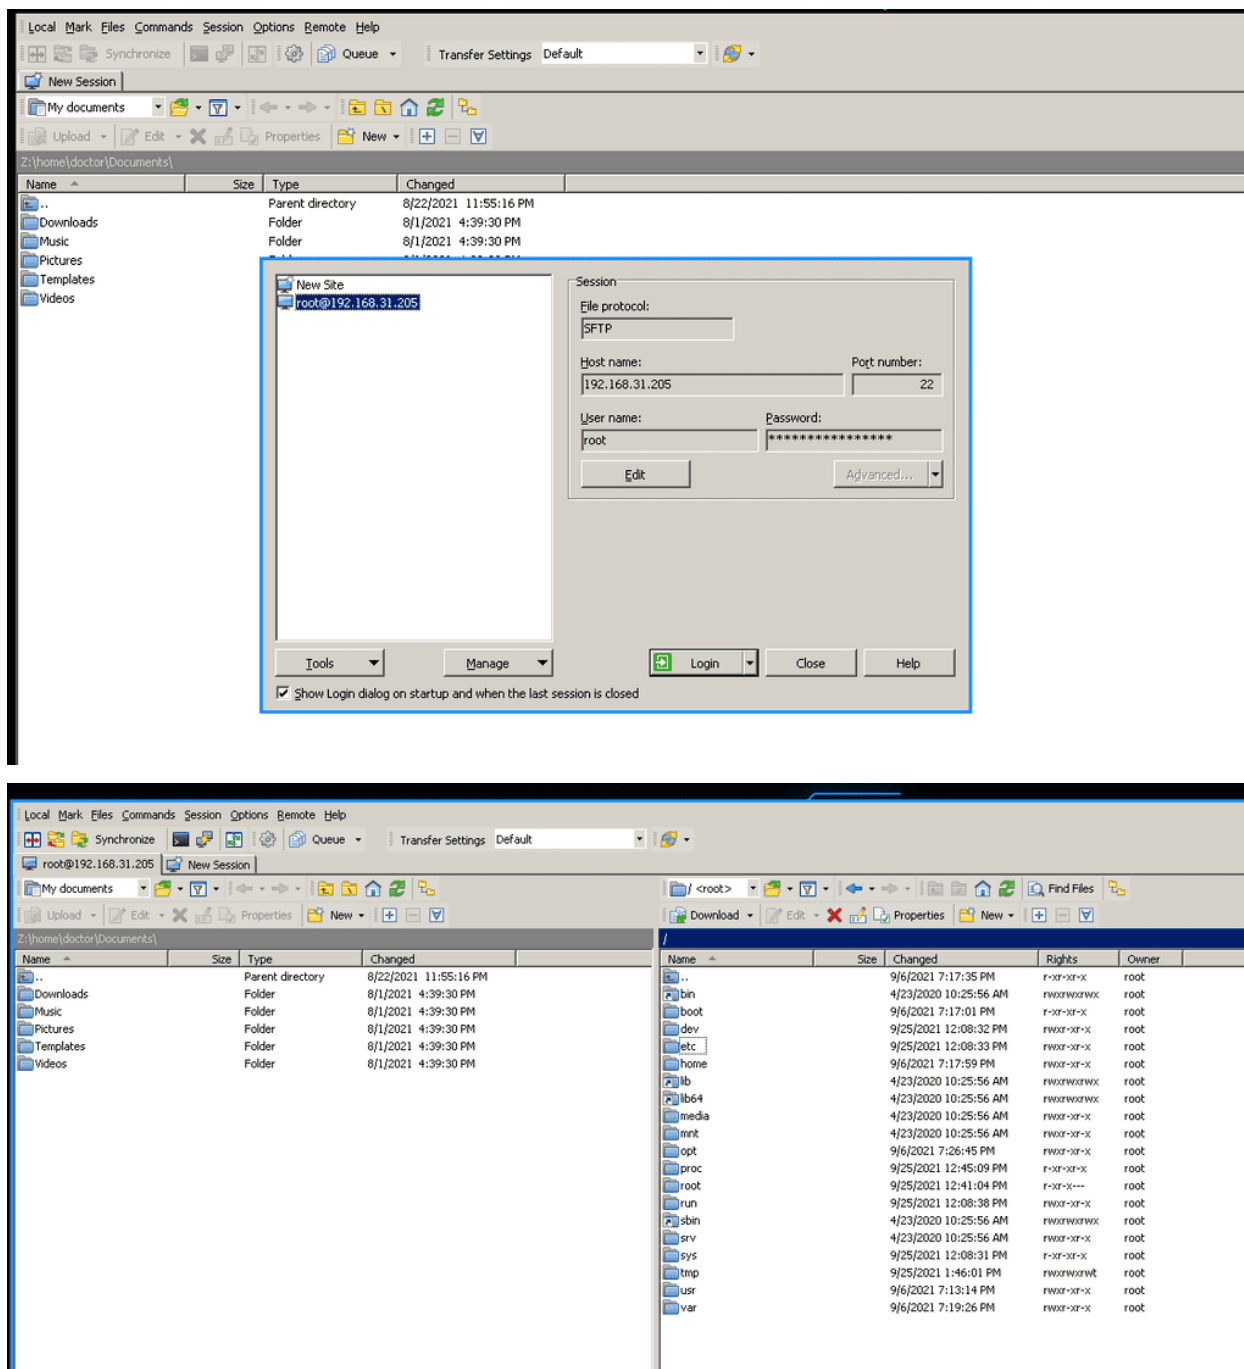 Local Mark Files Commands Session Options Remote Help
Synchronize Queue Transfer Settings Default
New Session
My documents
Upload Edit Properties New
Z:\home\doctor\Documents\
Name Size Type Changed
.. Parent directory 8/22/2021 11:55:16 PM
Downloads Folder 8/1/2021 4:39:30 PM
Music Folder 8/1/2021 4:39:30 PM
Pictures
Templates
Videos
New Site
root@192.168.31.205
Session
File protocol:
SFTP
Host name: Port number:
192.168.31.205 22
User name: Password:
root ****************
Edit Advanced...
Tools Manage Login Close Help
Show Login dialog on startup and when the last session is closed
Local Mark Files Commands Session Options Remote Help
Synchronize Queue Transfer Settings Default
root@192.168.31.205 New Session
My documents
Upload Edit Properties New
Z:\home\doctor\Documents\
Name Size Type Changed
.. Parent directory 8/22/2021 11:55:16 PM
Downloads Folder 8/1/2021 4:39:30 PM
Music Folder 8/1/2021 4:39:30 PM
Pictures Folder 8/1/2021 4:39:30 PM
Templates Folder 8/1/2021 4:39:30 PM
Videos Folder 8/1/2021 4:39:30 PM
/ <root> Find Files
Download Edit Properties New
/
Name Size Changed Rights Owner
.. 9/6/2021 7:17:35 PM r-xr-xr-x root
bin 4/23/2020 10:25:56 AM rwxrwxrwx root
boot 9/6/2021 7:17:01 PM r-xr-xr-x root
dev 9/25/2021 12:08:32 PM rwxr-xr-x root
etc 9/25/2021 12:08:33 PM rwxr-xr-x root
home 9/6/2021 7:17:59 PM rwxr-xr-x root
lib 4/23/2020 10:25:56 AM rwxrwxrwx root
lib64 4/23/2020 10:25:56 AM rwxrwxrwx root
media 4/23/2020 10:25:56 AM rwxr-xr-x root
mnt 4/23/2020 10:25:56 AM rwxr-xr-x root
opt 9/6/2021 7:26:45 PM rwxr-xr-x root
proc 9/25/2021 12:45:09 PM r-xr-xr-x root
root 9/25/2021 12:41:04 PM r-xr-x--- root
run 9/25/2021 12:08:38 PM rwxr-xr-x root
sbin 4/23/2020 10:25:56 AM rwxrwxrwx root
srv 4/23/2020 10:25:56 AM rwxr-xr-x root
sys 9/25/2021 12:08:31 PM r-xr-xr-x root
tmp 9/25/2021 1:46:01 PM rwxrwxrwt root
usr 9/6/2021 7:13:14 PM rwxr-xr-x root
var 9/6/2021 7:19:26 PM rwxr-xr-x root